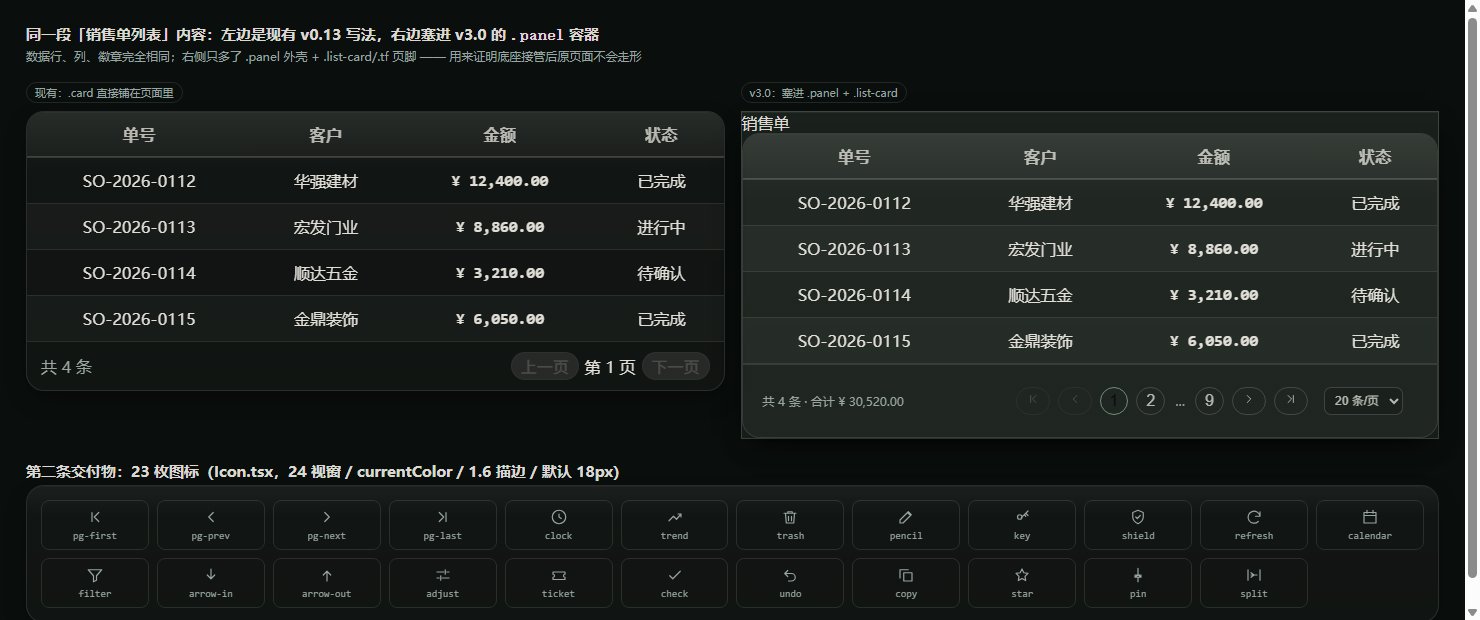 同一段「销售单列表」内容：左边是现有 v0.13 写法，右边塞进 v3.0 的 .panel 容器
数据行、列、徽章完全相同；右侧只多了 .panel 外壳 + .list-card/.tf 页脚 —— 用来证明底座接管后原页面不会走形
现有：.card 直接铺在页面里
单号 客户 金额 状态
SO-2026-0112 华强建材 ¥ 12,400.00 已完成
SO-2026-0113 宏发门业 ¥ 8,860.00 进行中
SO-2026-0114 顺达五金 ¥ 3,210.00 待确认
SO-2026-0115 金鼎装饰 ¥ 6,050.00 已完成
共 4 条 上一页 第 1 页 下一页
v3.0：塞进 .panel + .list-card
销售单
单号 客户 金额 状态
SO-2026-0112 华强建材 ¥ 12,400.00 已完成
SO-2026-0113 宏发门业 ¥ 8,860.00 进行中
SO-2026-0114 顺达五金 ¥ 3,210.00 待确认
SO-2026-0115 金鼎装饰 ¥ 6,050.00 已完成
共 4 条 · 合计 ¥ 30,520.00 1 2 ... 9 20 条/页
第二条交付物：23 枚图标（Icon.tsx，24 视窗 / currentColor / 1.6 描边 / 默认 18px）
pg-first pg-prev pg-next pg-last clock trend trash pencil key shield refresh calendar
filter arrow-in arrow-out adjust ticket check undo copy star pin split